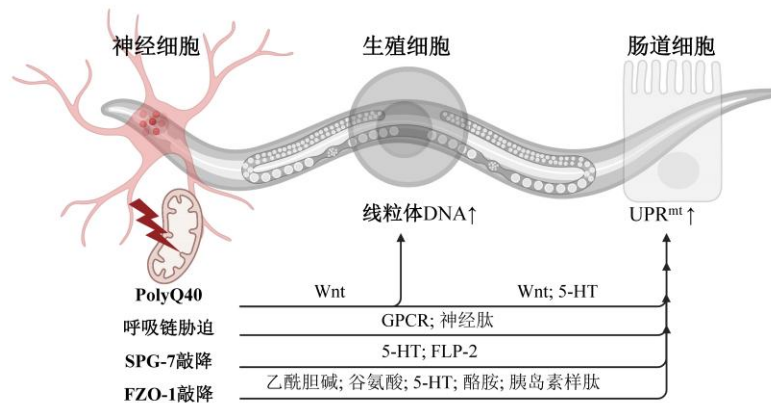 神经细胞 生殖细胞 肠道细胞
线粒体DNA↑ UPRmt↑
PolyQ40 Wnt Wnt; 5-HT
呼吸链胁迫 GPCR; 神经肽
SPG-7敲降 5-HT; FLP-2
FZO-1敲降 乙酰胆碱; 谷氨酸; 5-HT; 酪胺; 胰岛素样肽